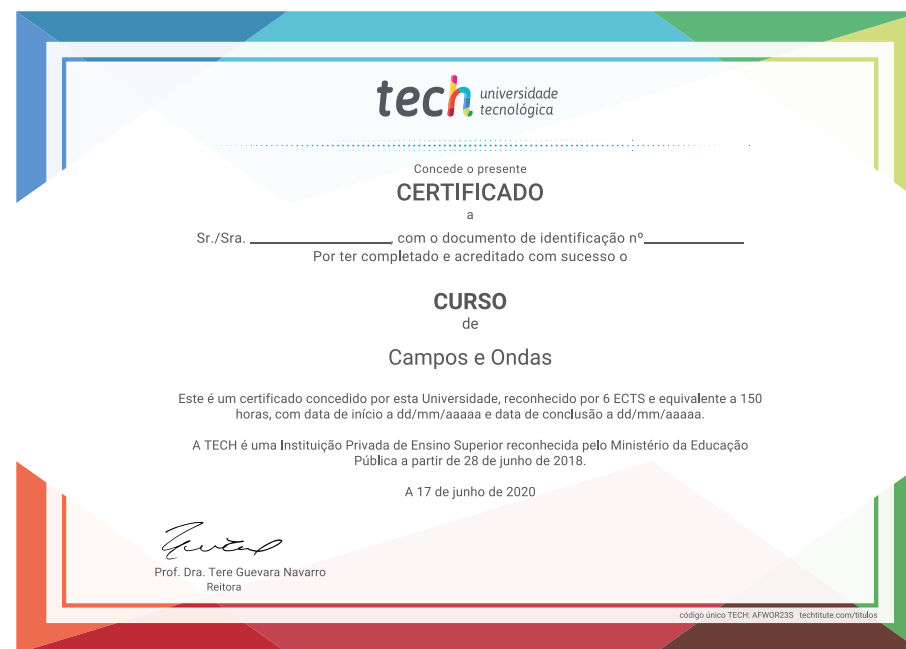 tech universidade
tecnológica
Concede o presente
CERTIFICADO
a
Sr./Sra. ________________, com o documento de identificação nº____________
Por ter completado e acreditado com sucesso o
CURSO
de
Campos e Ondas
Este é um certificado concedido por esta Universidade, reconhecido por 6 ECTS e equivalente a 150
horas, com data de início a dd/mm/aaaaa e data de conclusão a dd/mm/aaaaa.
A TECH é uma Instituição Privada de Ensino Superior reconhecida pelo Ministério da Educação
Pública a partir de 28 de junho de 2018.
A 17 de junho de 2020
Prof. Dra. Tere Guevara Navarro
Reitora
código único TECH: AFWOR23S techtitute.com/titulos